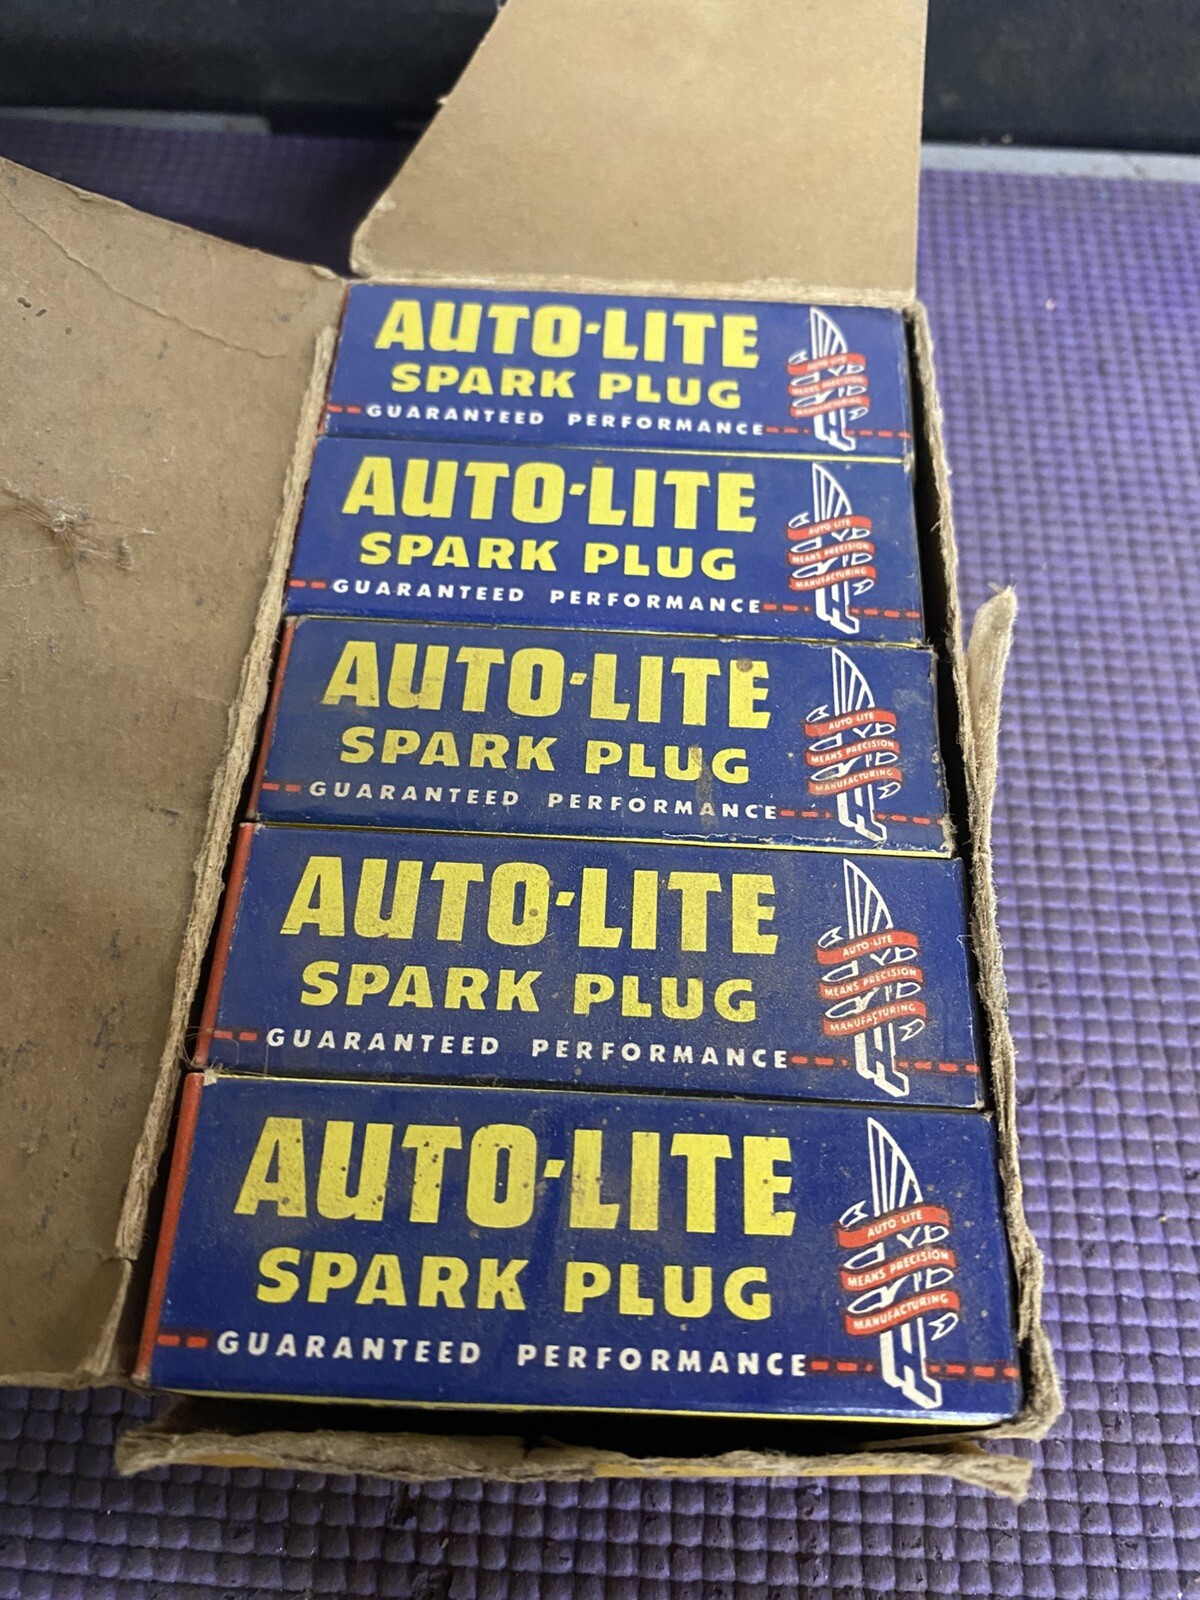 AUTO-LITE
SPARK PLUG
GUARANTEED PERFORMANCE
AUTO-LITE
MEANS PRECISION
MANUFACTURING
AUTO-LITE
SPARK PLUG
GUARANTEED PERFORMANCE
AUTO-LITE
MEANS PRECISION
MANUFACTURING
AUTO-LITE
SPARK PLUG
GUARANTEED PERFORMANCE
AUTO-LITE
MEANS PRECISION
MANUFACTURING
AUTO-LITE
SPARK PLUG
GUARANTEED PERFORMANCE
AUTO-LITE
MEANS PRECISION
MANUFACTURING
AUTO-LITE
SPARK PLUG
GUARANTEED PERFORMANCE
AUTO-LITE
MEANS PRECISION
MANUFACTURING